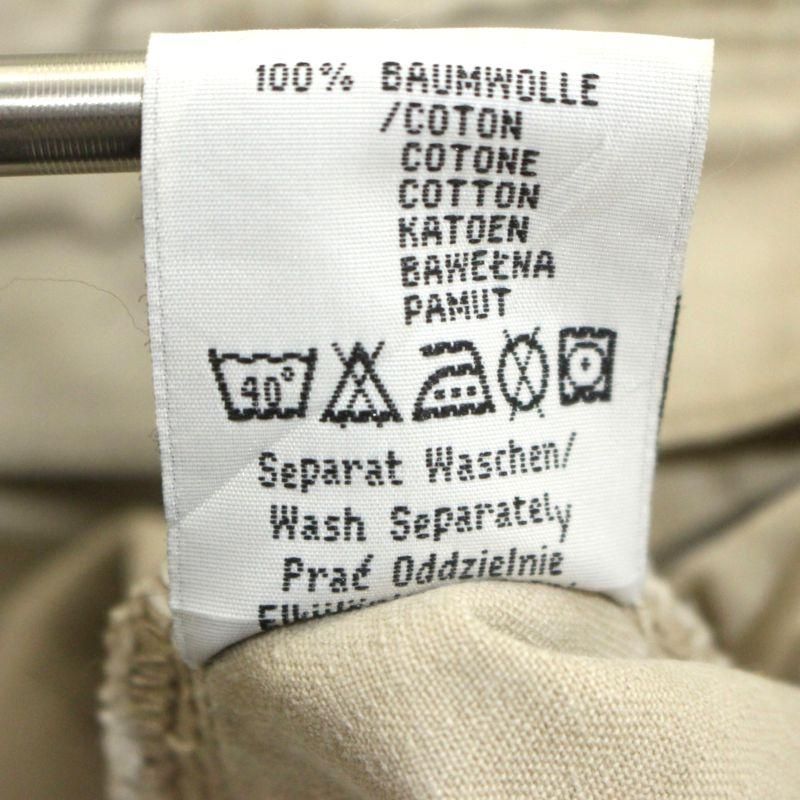 100% BAUMWOLLE
/COTON
COTONE
COTTON
KATOEN
BAWEŁNA
PAMUT
40°
Separat Waschen/
Wash Separately
Prać Oddzielnie